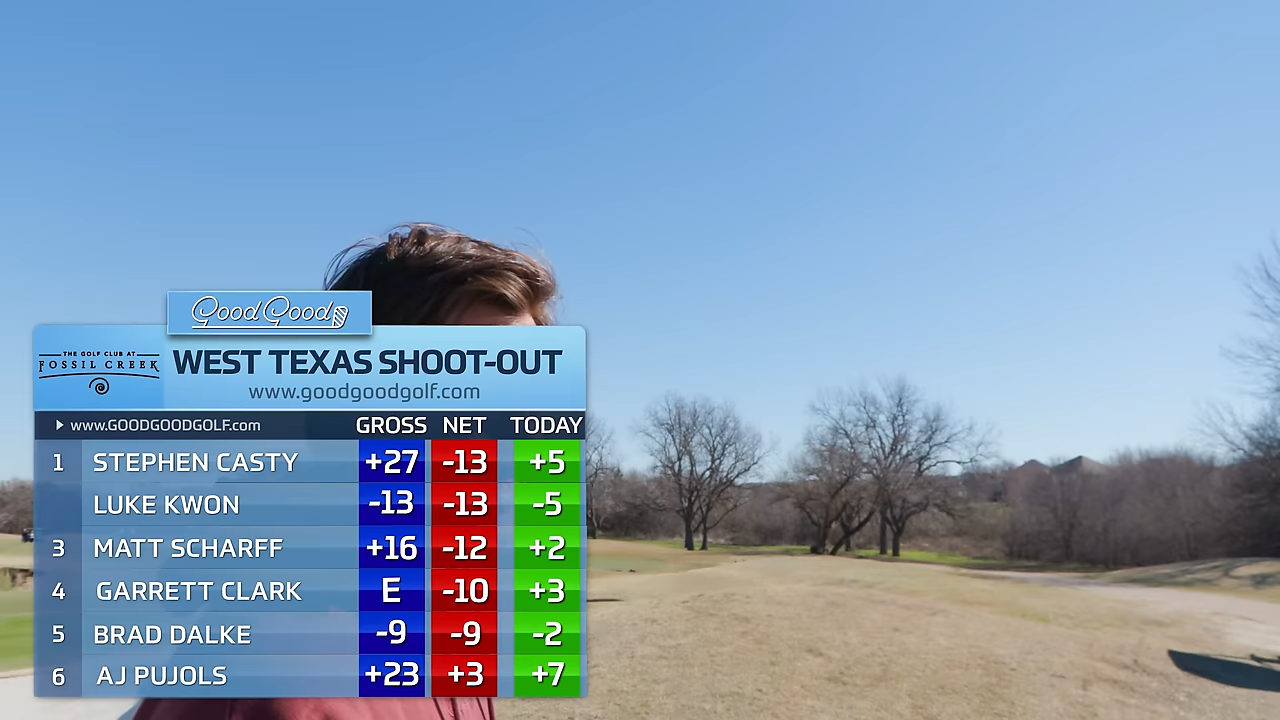 Good Good
THE GOLF CLUB AT
FOSSIL CREEK
WEST TEXAS SHOOT-OUT
www.goodgoodgolf.com
www.GOODGOODGOLF.com GROSS NET TODAY
1 STEPHEN CASTY +27 -13 +5
LUKE KWON -13 -13 -5
3 MATT SCHARFF +16 -12 +2
4 GARRETT CLARK E -10 +3
5 BRAD DALKE -9 -9 -2
6 AJ PUJOLS +23 +3 +7